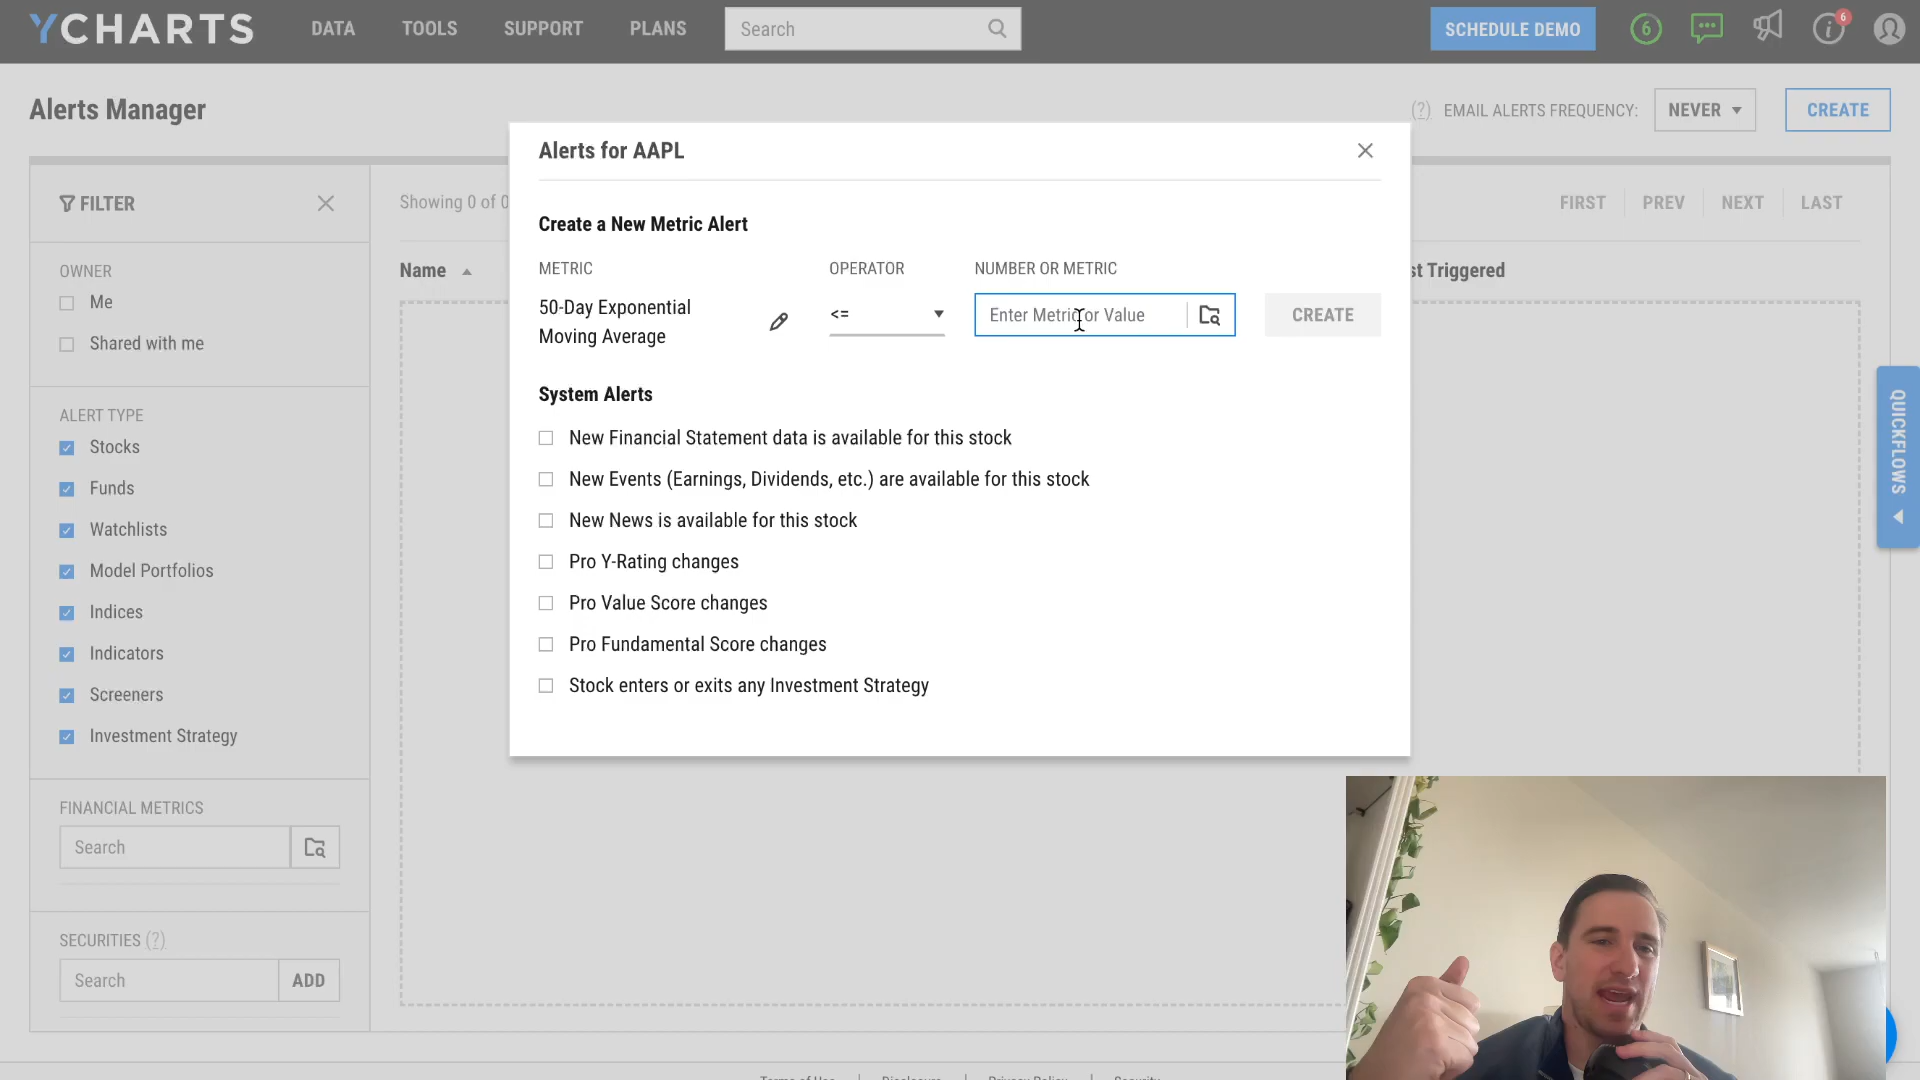 YCHARTS
DATA
TOOLS
SUPPORT
PLANS
Search
SCHEDULE DEMO
6
6
Alerts Manager
(?) EMAIL ALERTS FREQUENCY:
NEVER
CREATE
FILTER
OWNER
Me
Shared with me
ALERT TYPE
Stocks
Funds
Watchlists
Model Portfolios
Indices
Indicators
Screeners
Investment Strategy
FINANCIAL METRICS
Search
SECURITIES (?)
Search
ADD
Showing 0 of 0
FIRST
PREV
NEXT
LAST
Name
st Triggered
Alerts for AAPL
Create a New Metric Alert
METRIC
OPERATOR
NUMBER OR METRIC
50-Day Exponential
Moving Average
<=
Enter Metric or Value
CREATE
System Alerts
New Financial Statement data is available for this stock
New Events (Earnings, Dividends, etc.) are available for this stock
New News is available for this stock
Pro Y-Rating changes
Pro Value Score changes
Pro Fundamental Score changes
Stock enters or exits any Investment Strategy
QUICKFLOWS
Terms of Use
Disclosure
Privacy Policy
Security